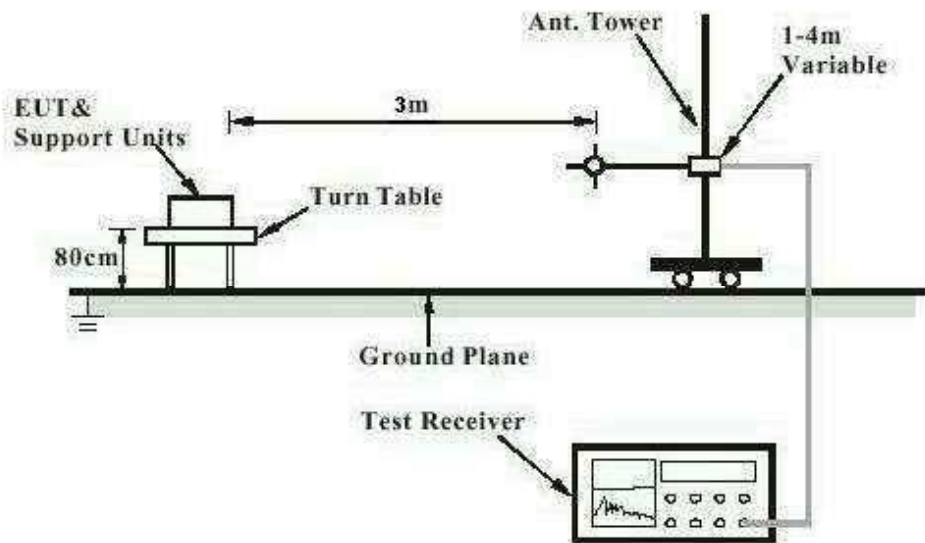 Ant. Tower
1-4m
Variable
EUT&
Support Units
3m
Turn Table
80cm
Ground Plane
Test Receiver